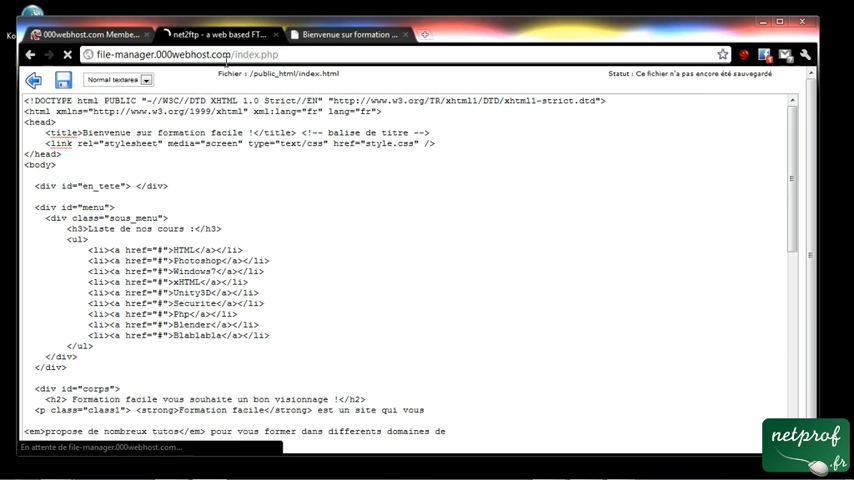 000webhost.com Membe...
net2ftp - a web based FT...
Bienvenue sur formation ...
file-manager.000webhost.com/index.php
Normal textarea
Fichier : /public_html/index.html
Statut : Ce fichier n'a pas encore été sauvegardé
<!DOCTYPE html PUBLIC "-//W3C//DTD XHTML 1.0 Strict//EN" "http://www.w3.org/TR/xhtml1/DTD/xhtml1-strict.dtd">
<html xmlns="http://www.w3.org/1999/xhtml" xml:lang="fr" lang="fr">
<head>
<title>Bienvenue sur formation facile !</title> <!-- balise de titre -->
<link rel="stylesheet" media="screen" type="text/css" href="style.css" />
</head>
<body>
<div id="en_tete"> </div>
<div id="menu">
<div class="sous_menu">
<h3>Liste de nos cours :</h3>
<ul>
<li><a href="#">HTML</a></li>
<li><a href="#">Photoshop</a></li>
<li><a href="#">Windows7</a></li>
<li><a href="#">xHTML</a></li>
<li><a href="#">Unity3D</a></li>
<li><a href="#">Securite</a></li>
<li><a href="#">Php</a></li>
<li><a href="#">Blender</a></li>
<li><a href="#">Blablabla</a></li>
</ul>
</div>
</div>
<div id="corps">
<h2> Formation facile vous souhaite un bon visionnage !</h2>
<p class="class1"> <strong>Formation facile</strong> est un site qui vous
<em>propose de nombreux tutos</em> pour vous former dans differents domaines de
En attente de file-manager.000webhost.com...
netprof
.fr